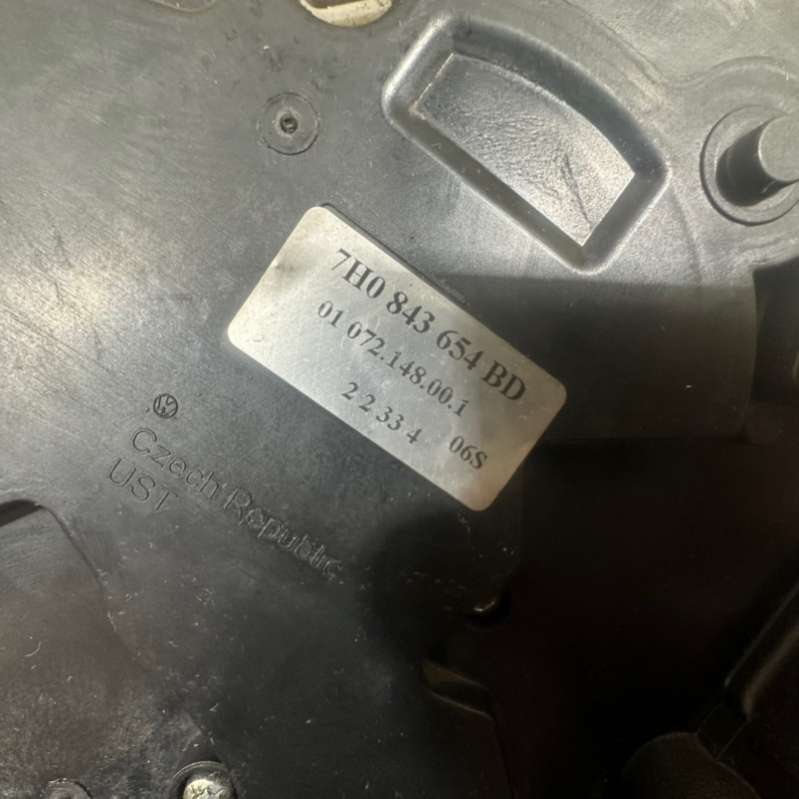 7H0 843 654 BD
01 072.148.00.1
2 2 33 4 06S
Czech Republic
UST